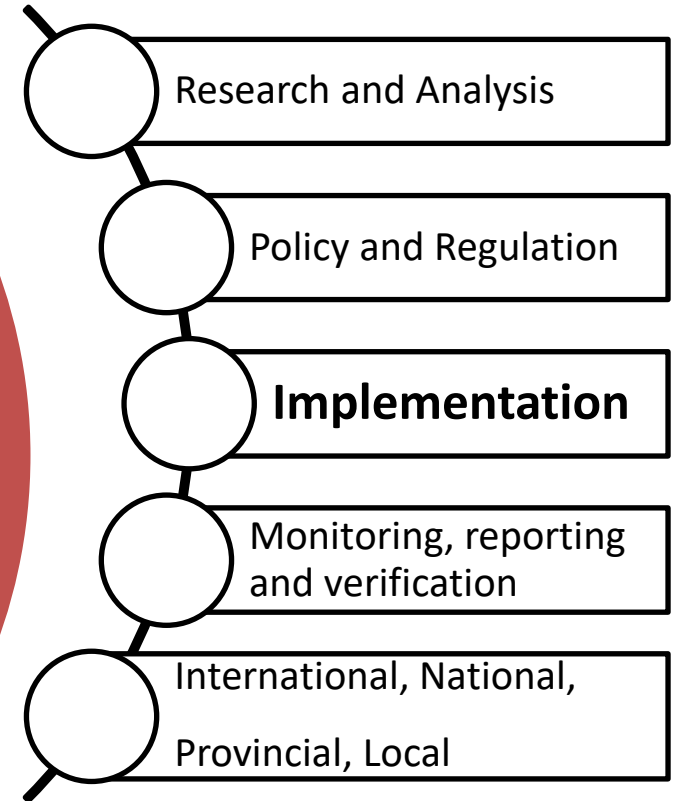 Research and Analysis
Policy and Regulation
Implementation
Monitoring, reporting
and verification
International, National,
Provincial, Local